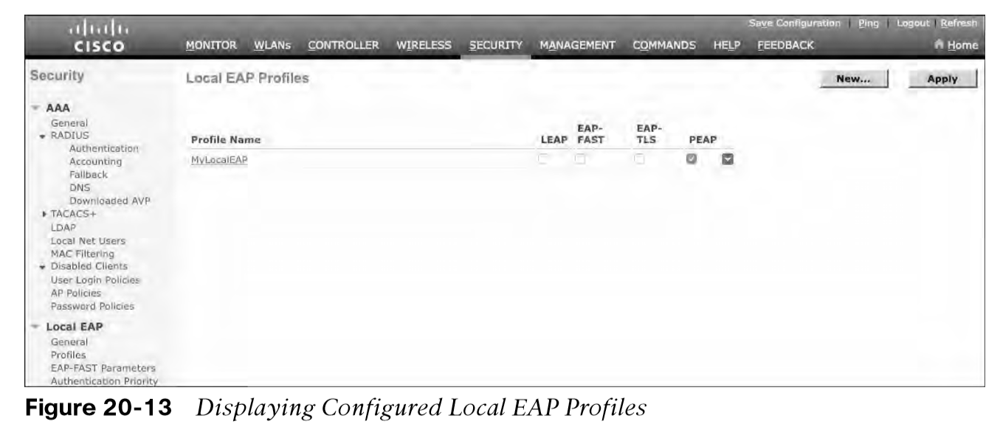 Save Configuration | Ping | Logout | Refresh
CISCO
MONITOR WLANs CONTROLLER WIRELESS SECURITY MANAGEMENT COMMANDS HELP FEEDBACK Home
Security
Local EAP Profiles
New... Apply
AAA
General
RADIUS
Authentication
Accounting
Fallback
DNS
Downloaded AVP
TACACS+
LDAP
Local Net Users
MAC Filtering
Disabled Clients
User Login Policies
AP Policies
Password Policies
Local EAP
General
Profiles
EAP-FAST Parameters
Authentication Priority
Profile Name LEAP EAP-FAST EAP-TLS PEAP
MyLocalEAP
Figure 20-13 Displaying Configured Local EAP Profiles